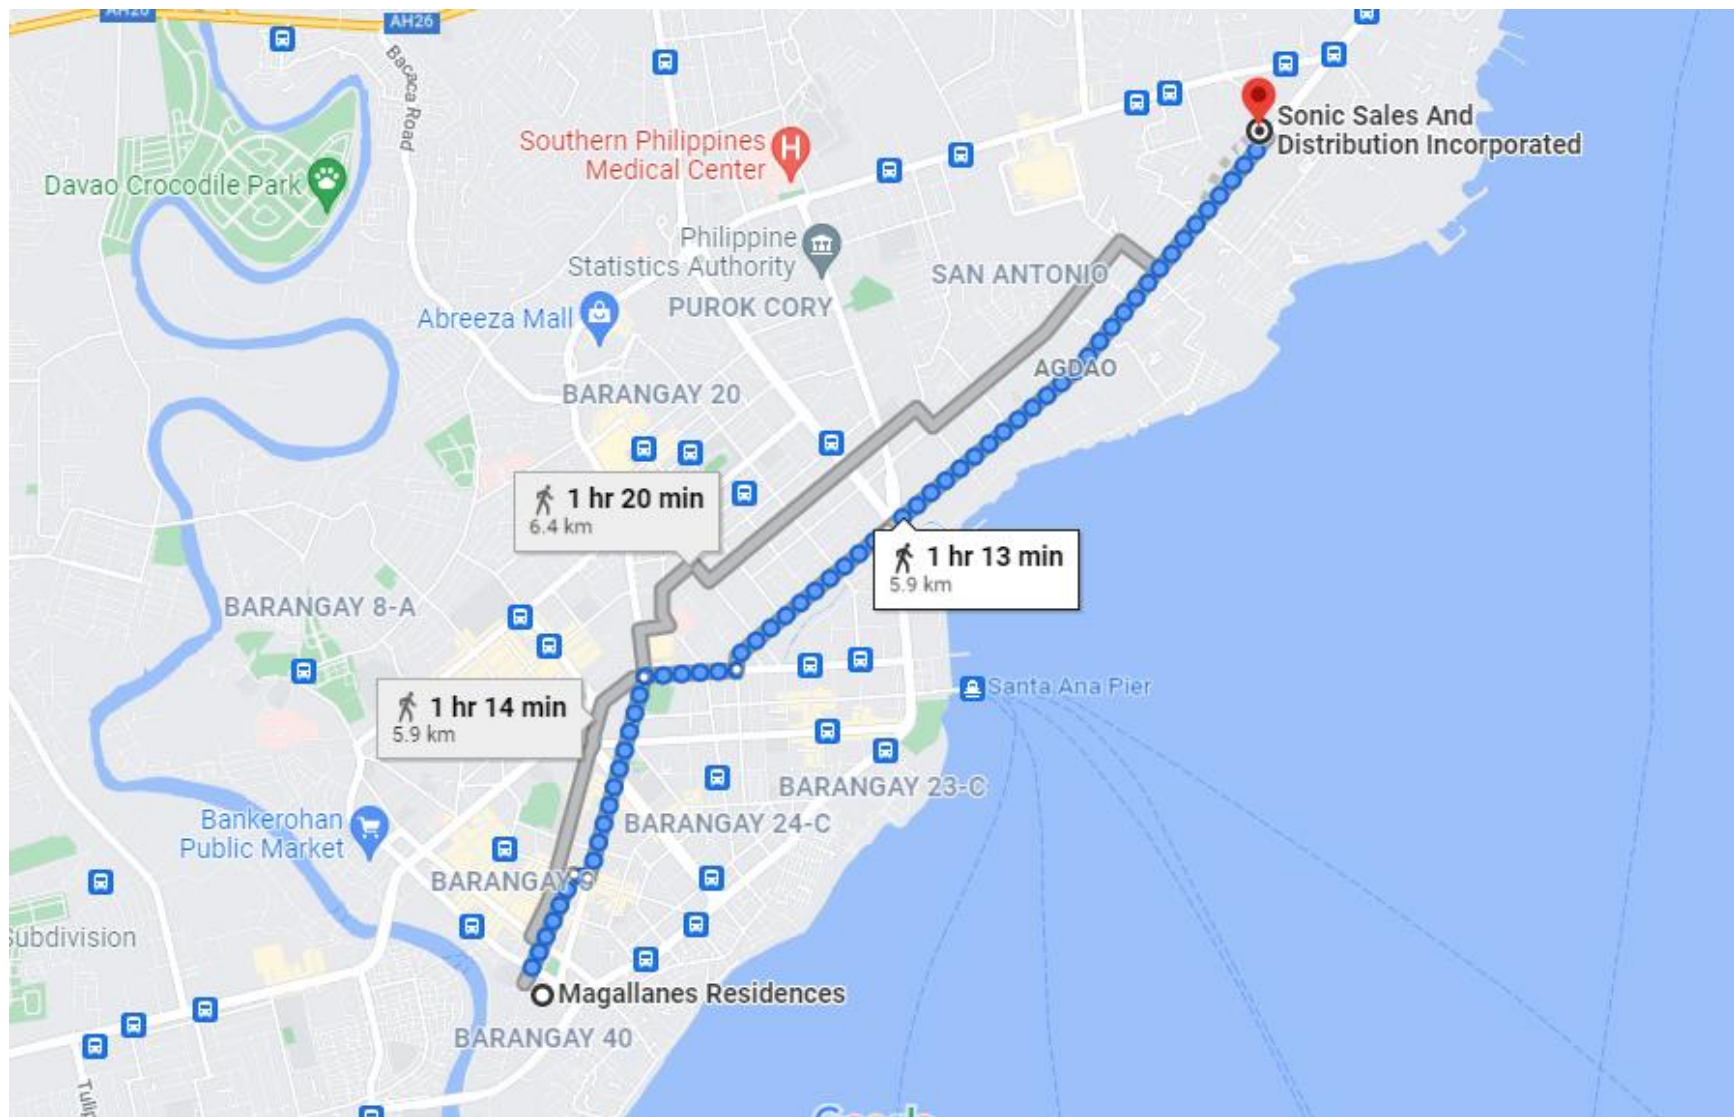 AH26
AH26
Bacaca Road
Sonic Sales And
Distribution Incorporated
Southern Philippines
Medical Center
H
Davao Crocodile Park
Philippine
Statistics Authority
SAN ANTONIO
PUROK CORY
Abreeza Mall
AGDAO
BARANGAY 20
1 hr 20 min
6.4 km
1 hr 13 min
5.9 km
BARANGAY 8-A
Santa Ana Pier
1 hr 14 min
5.9 km
BARANGAY 23-C
Bankerohan
Public Market
BARANGAY 24-C
BARANGAY 9
Subdivision
Magallanes Residences
BARANGAY 40
Google